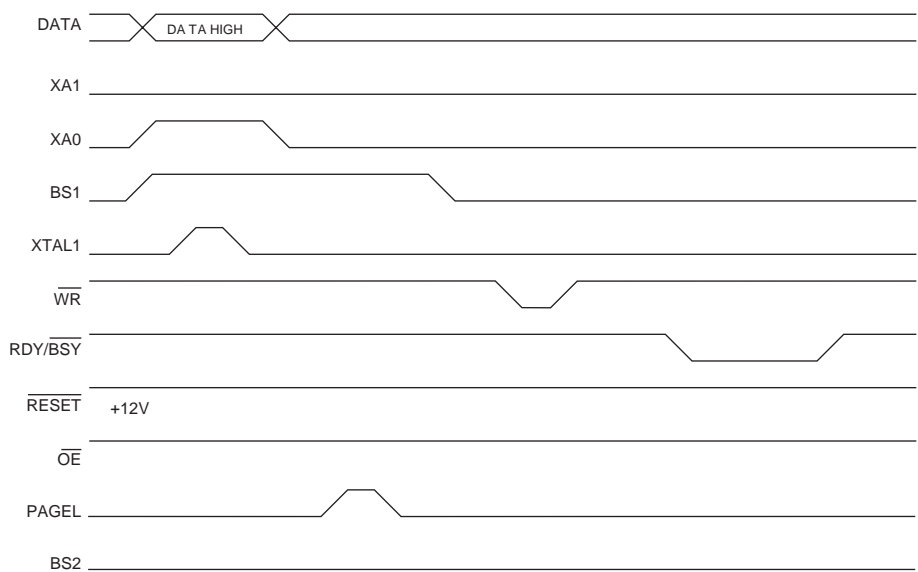 DATA
DA TA HIGH
XA1
XA0
BS1
XTAL1
WR
RDY/BSY
RESET
+12V
OE
PAGEL
BS2